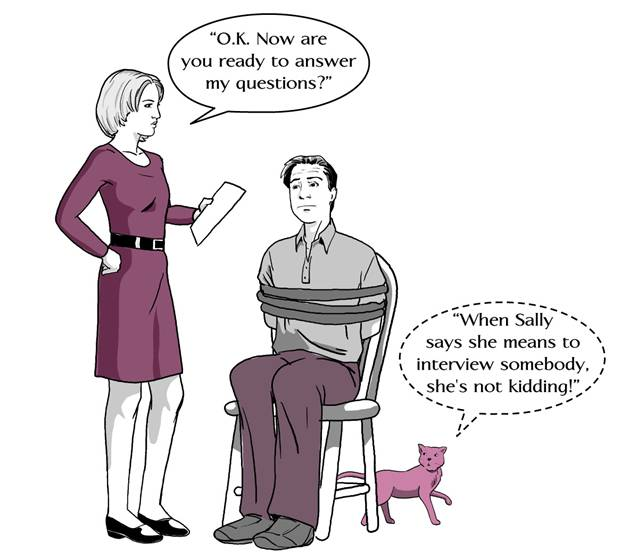 “O.K. Now are
you ready to answer
my questions?”
“When Sally
says she means to
interview somebody,
she's not kidding!”